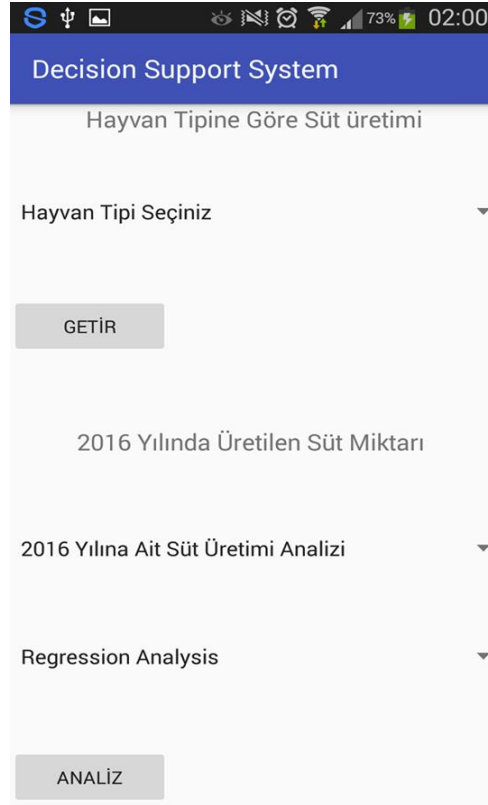 73% 02:00
Decision Support System
Hayvan Tipine Göre Süt üretimi
Hayvan Tipi Seçiniz
GETİR
2016 Yılında Üretilen Süt Miktarı
2016 Yılına Ait Süt Üretimi Analizi
Regression Analysis
ANALİZ